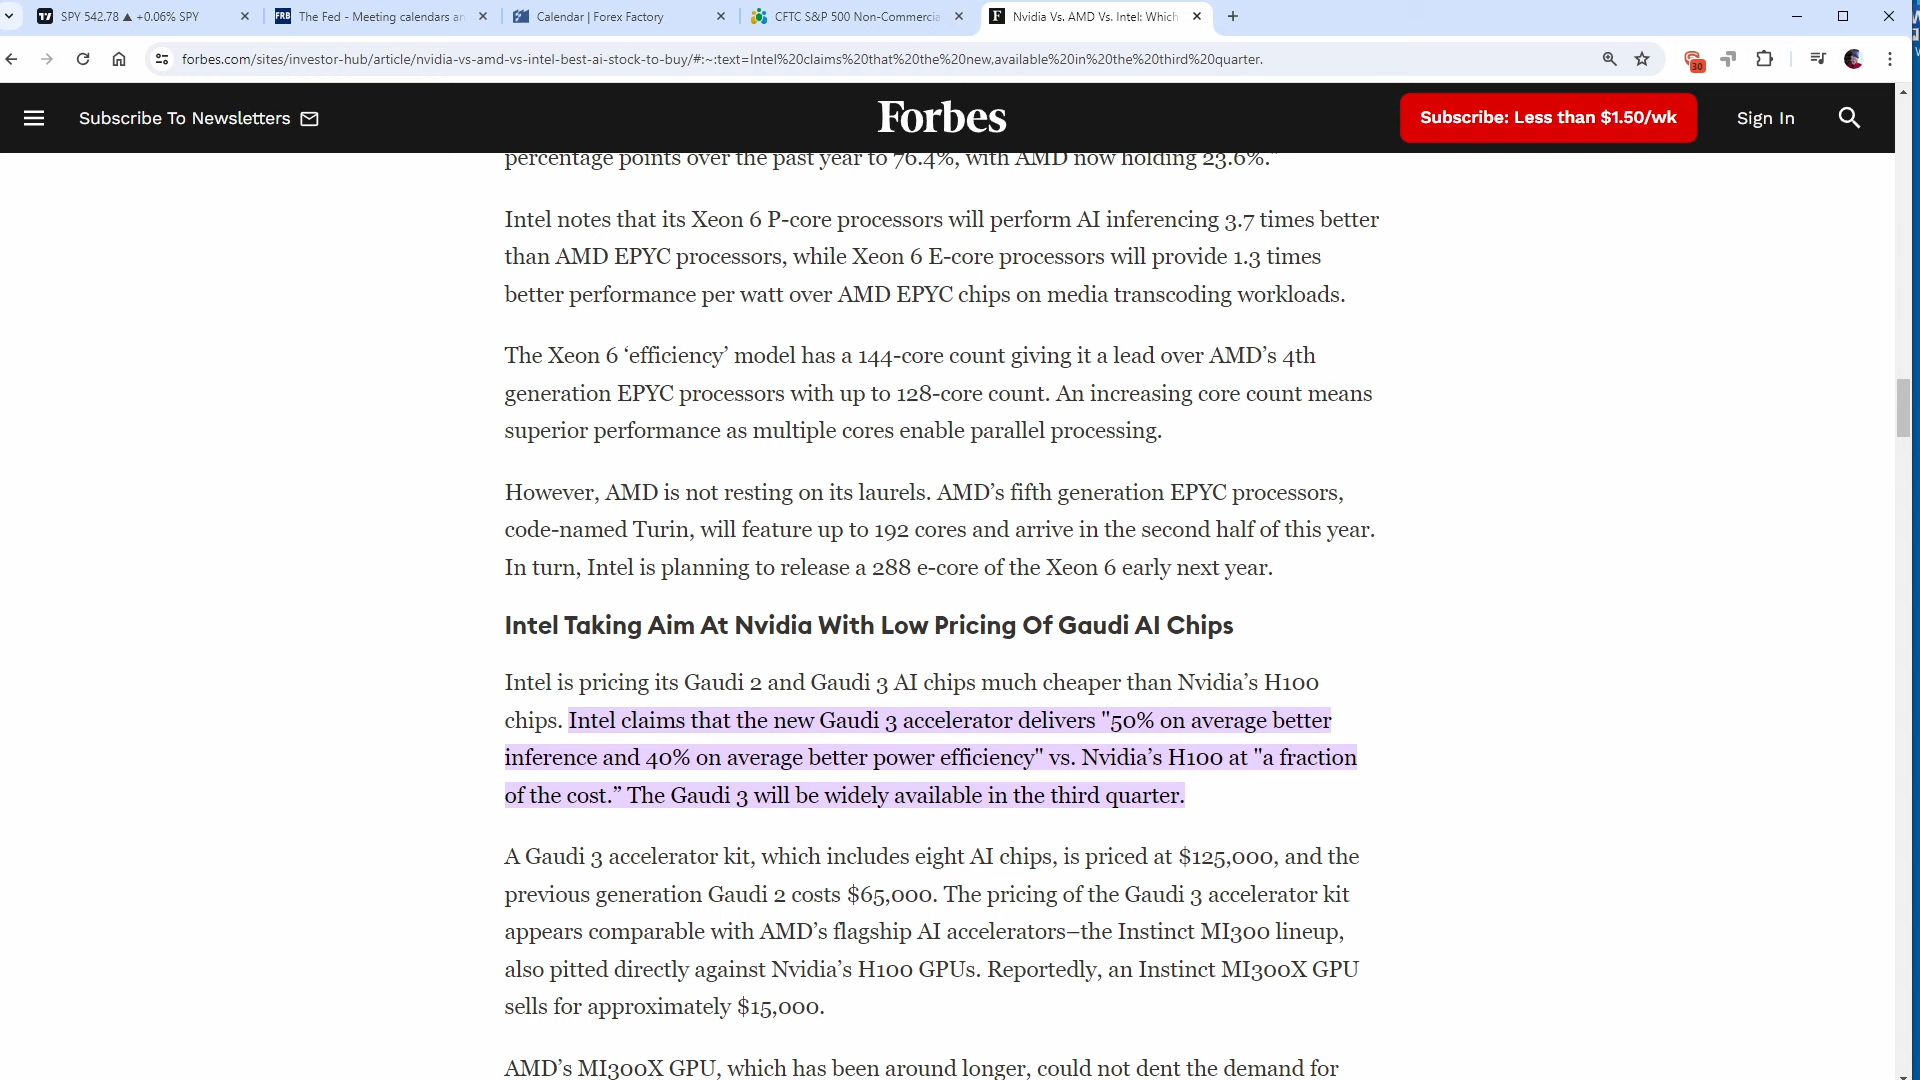 SPY 542.78 ▲ +0.06% SPY
FRB The Fed - Meeting calendars an
Calendar | Forex Factory
CFTC S&P 500 Non-Commercia
F Nvidia Vs. AMD Vs. Intel: Which
forbes.com/sites/investor-hub/article/nvidia-vs-amd-vs-intel-best-ai-stock-to-buy/#:~:text=Intel%20claims%20that%20the%20new,available%20in%20the%20third%20quarter.
30
Subscribe To Newsletters
Forbes
Subscribe: Less than $1.50/wk
Sign In
percentage points over the past year to 76.4%, with AMD now holding 23.6%."
Intel notes that its Xeon 6 P-core processors will perform AI inferencing 3.7 times better
than AMD EPYC processors, while Xeon 6 E-core processors will provide 1.3 times
better performance per watt over AMD EPYC chips on media transcoding workloads.
The Xeon 6 ‘efficiency’ model has a 144-core count giving it a lead over AMD’s 4th
generation EPYC processors with up to 128-core count. An increasing core count means
superior performance as multiple cores enable parallel processing.
However, AMD is not resting on its laurels. AMD’s fifth generation EPYC processors,
code-named Turin, will feature up to 192 cores and arrive in the second half of this year.
In turn, Intel is planning to release a 288 e-core of the Xeon 6 early next year.
Intel Taking Aim At Nvidia With Low Pricing Of Gaudi AI Chips
Intel is pricing its Gaudi 2 and Gaudi 3 AI chips much cheaper than Nvidia’s H100
chips. Intel claims that the new Gaudi 3 accelerator delivers "50% on average better
inference and 40% on average better power efficiency" vs. Nvidia’s H100 at "a fraction
of the cost.” The Gaudi 3 will be widely available in the third quarter.
A Gaudi 3 accelerator kit, which includes eight AI chips, is priced at $125,000, and the
previous generation Gaudi 2 costs $65,000. The pricing of the Gaudi 3 accelerator kit
appears comparable with AMD’s flagship AI accelerators–the Instinct MI300 lineup,
also pitted directly against Nvidia’s H100 GPUs. Reportedly, an Instinct MI300X GPU
sells for approximately $15,000.
AMD’s MI300X GPU, which has been around longer, could not dent the demand for